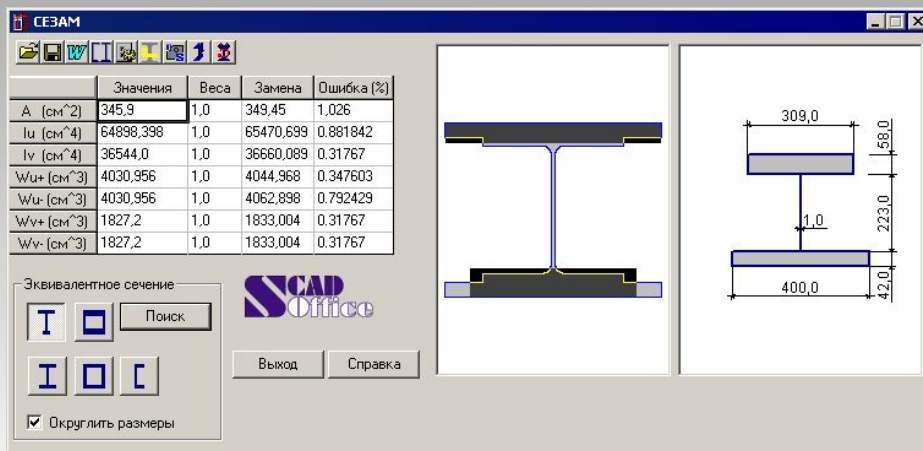 СЕЗАМ
Значения Веса Замена Ошибка (%)
A (см^2) 345,9 1,0 349,45 1,026
Iu (см^4) 64898,398 1,0 65470,699 0.881842
Iv (см^4) 36544,0 1,0 36660,089 0.31767
Wu+ (см^3) 4030,956 1,0 4044,968 0.347603
Wu- (см^3) 4030,956 1,0 4062,898 0.792429
Wv+ (см^3) 1827,2 1,0 1833,004 0.31767
Wv- (см^3) 1827,2 1,0 1833,004 0.31767
Эквивалентное сечение
Поиск
SCAD
Office
Выход Справка
Округлить размеры
309,0
58,0
1,0
223,0
400,0
42,0